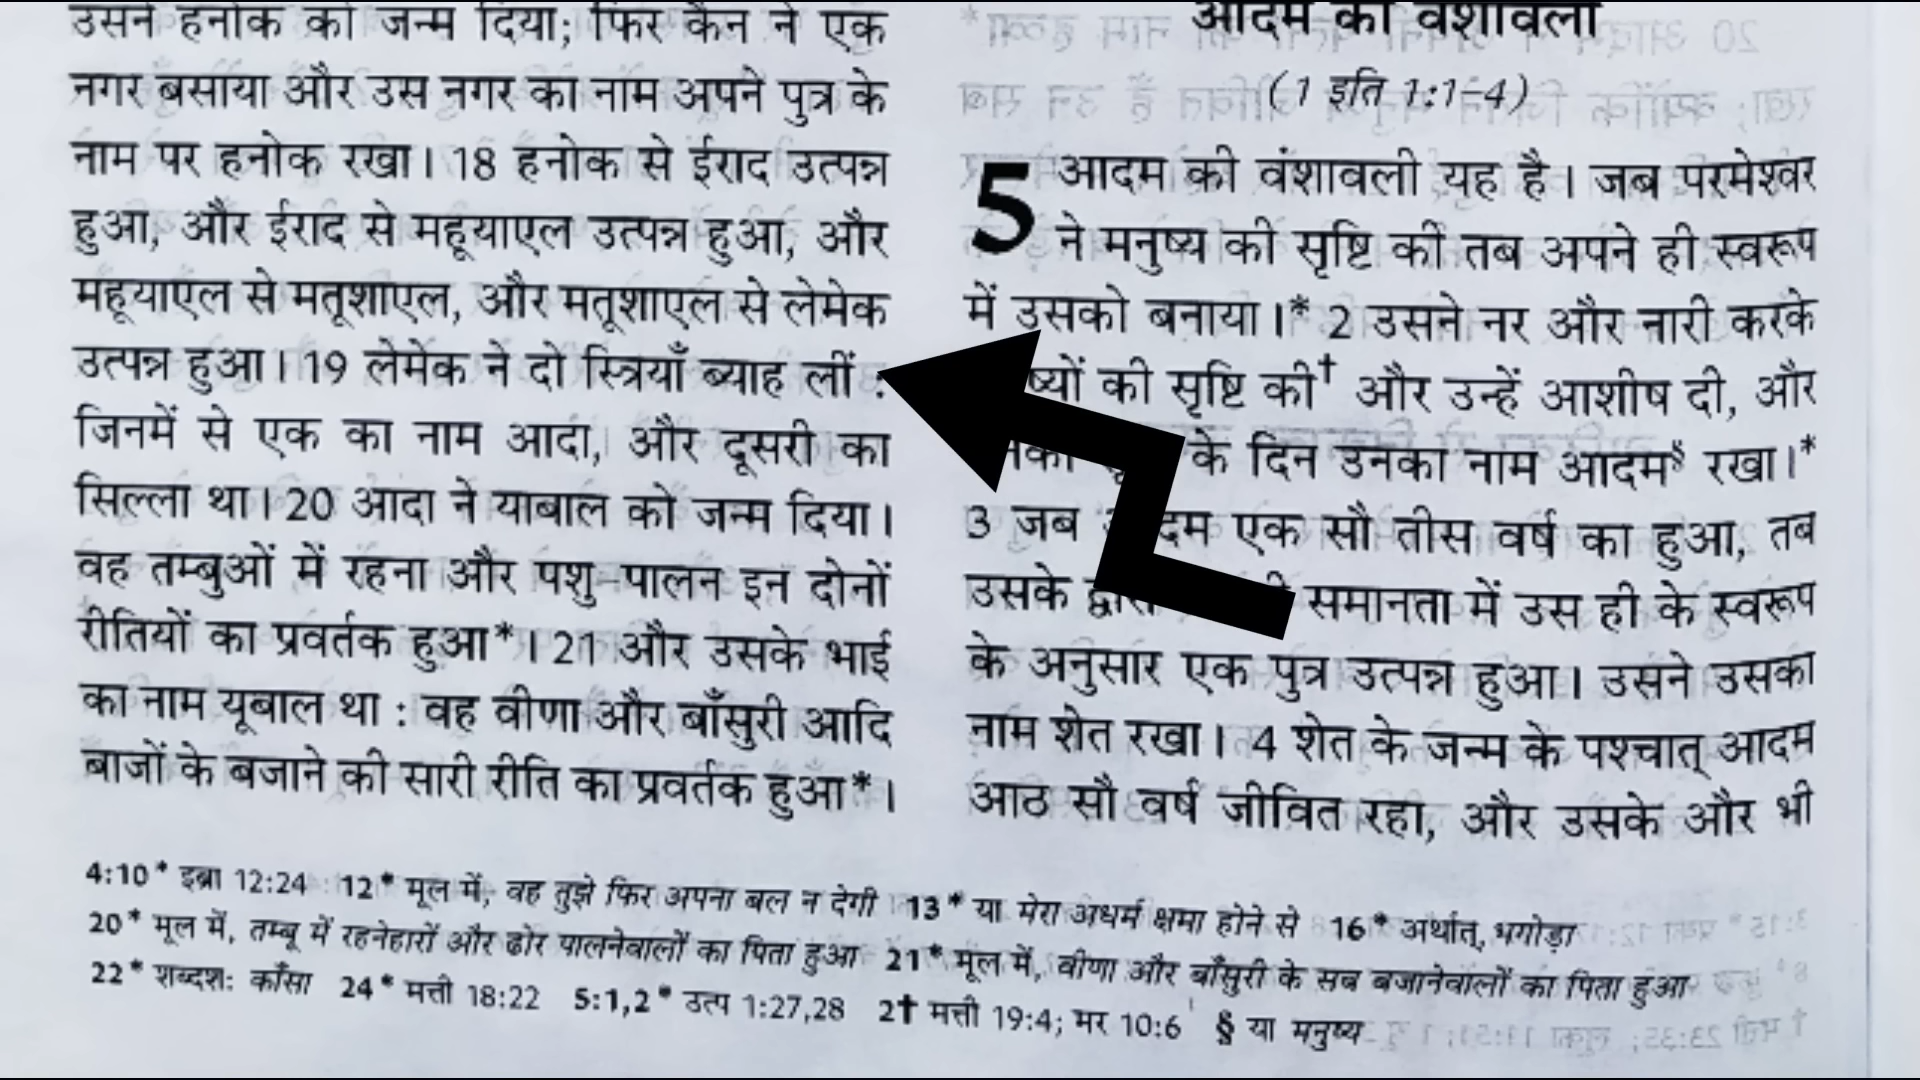 उसने हनोक को जन्म दिया; फिर कैन ने एक
नगर बसाया और उस नगर का नाम अपने पुत्र के
नाम पर हनोक रखा। 18 हनोक से ईराद उत्पन्न
हुआ, और ईराद से महूयाएल उत्पन्न हुआ, और
महूयाएल से मतूशाएल, और मतूशाएल से लेमेक
उत्पन्न हुआ। 19 लेमेक ने दो स्त्रियाँ ब्याह लीं :
जिनमें से एक का नाम आदा, और दूसरी का
सिल्ला था। 20 आदा ने याबाल को जन्म दिया।
वह तम्बुओं में रहना और पशु-पालन इन दोनों
रीतियों का प्रवर्तक हुआ*। 21 और उसके भाई
का नाम यूबाल था : वह वीणा और बाँसुरी आदि
बाजों के बजाने की सारी रीति का प्रवर्तक हुआ*।
आदम की वंशावली
(1 इति 1:1-4)
5 आदम की वंशावली यह है। जब परमेश्वर
ने मनुष्य की सृष्टि की तब अपने ही स्वरूप
में उसको बनाया।* 2 उसने नर और नारी करके
की सृष्टि की† और उन्हें आशीष दी, और
के दिन उनका नाम आदम§ रखा।*
3 जब एक सौ तीस वर्ष का हुआ, तब
उसके समानता में उस ही के स्वरूप
के अनुसार एक पुत्र उत्पन्न हुआ। उसने उसका
नाम शेत रखा। 4 शेत के जन्म के पश्चात् आदम
आठ सौ वर्ष जीवित रहा, और उसके और भी
4:10* इब्रा 12:24 12* मूल में, वह तुझे फिर अपना बल न देगी 13* या मेरा अधर्म क्षमा होने से 16* अर्थात्, भगोड़ा
20* मूल में, तम्बू में रहनेहारों और ढोर पालनेवालों का पिता हुआ 21* मूल में, वीणा और बाँसुरी के सब बजानेवालों का पिता हुआ
22* शब्दश: काँसा 24* मत्ती 18:22 5:1,2* उत्प 1:27,28 2† मत्ती 19:4; मर 10:6 § या मनुष्य